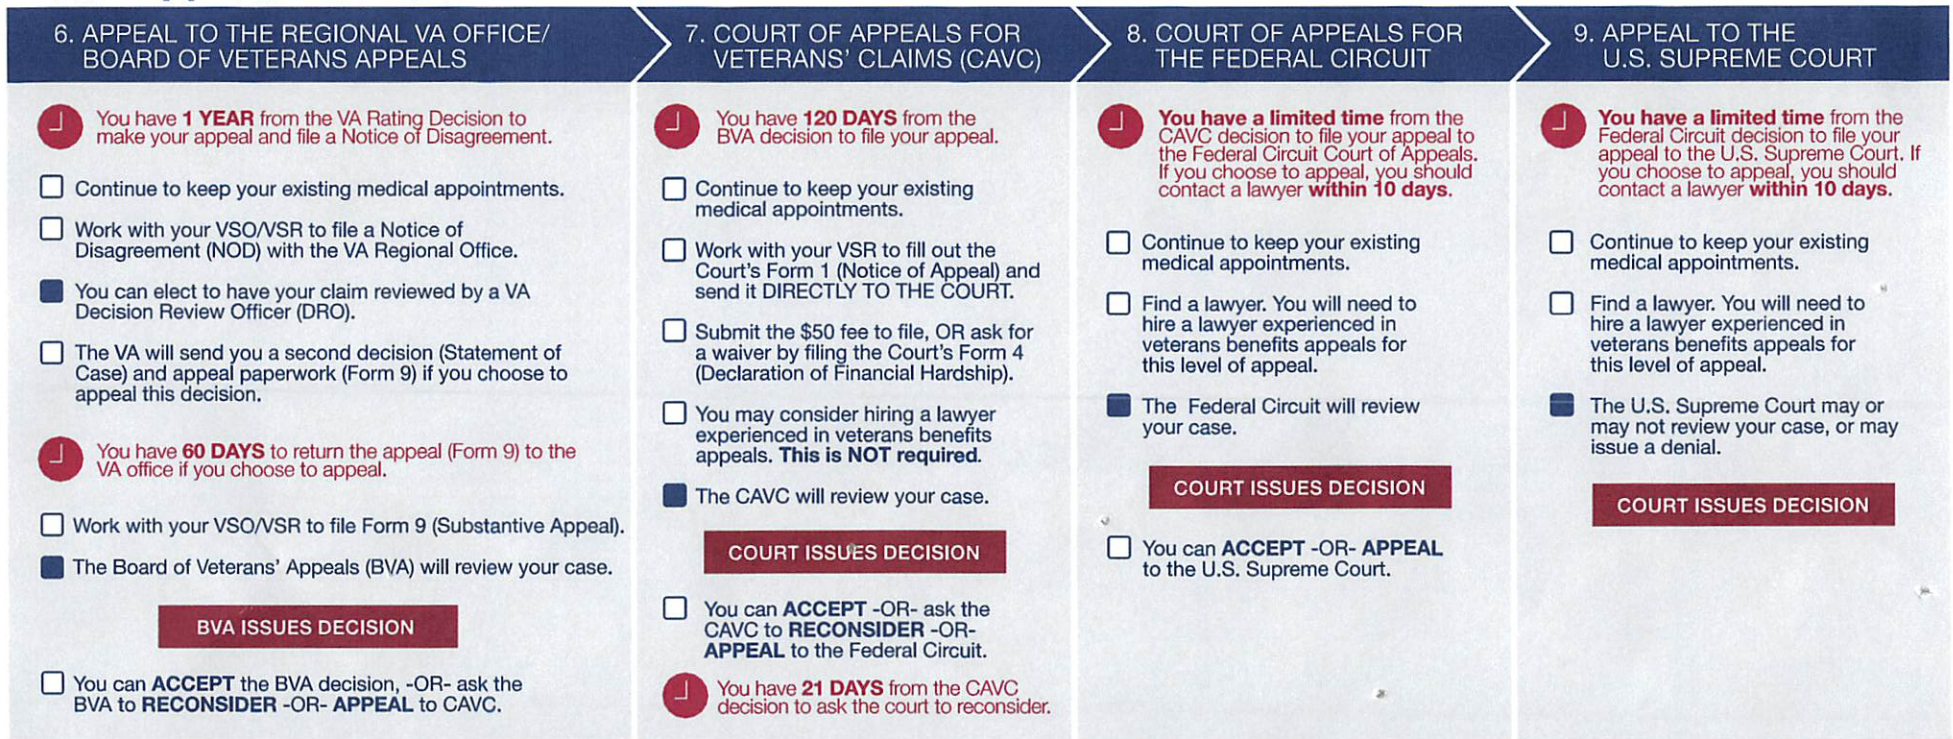 6. APPEAL TO THE REGIONAL VA OFFICE/
BOARD OF VETERANS APPEALS
You have 1 YEAR from the VA Rating Decision to
make your appeal and file a Notice of Disagreement.
Continue to keep your existing medical appointments.
Work with your VSO/VSR to file a Notice of
Disagreement (NOD) with the VA Regional Office.
You can elect to have your claim reviewed by a VA
Decision Review Officer (DRO).
The VA will send you a second decision (Statement of
Case) and appeal paperwork (Form 9) if you choose to
appeal this decision.
You have 60 DAYS to return the appeal (Form 9) to the
VA office if you choose to appeal.
Work with your VSO/VSR to file Form 9 (Substantive Appeal).
The Board of Veterans' Appeals (BVA) will review your case.
BVA ISSUES DECISION
You can ACCEPT the BVA decision, -OR- ask the
BVA to RECONSIDER -OR- APPEAL to CAVC.
7. COURT OF APPEALS FOR
VETERANS' CLAIMS (CAVC)
You have 120 DAYS from the
BVA decision to file your appeal.
Continue to keep your existing
medical appointments.
Work with your VSR to fill out the
Court's Form 1 (Notice of Appeal) and
send it DIRECTLY TO THE COURT.
Submit the $50 fee to file, OR ask for
a waiver by filing the Court's Form 4
(Declaration of Financial Hardship).
You may consider hiring a lawyer
experienced in veterans benefits
appeals. This is NOT required.
The CAVC will review your case.
COURT ISSUES DECISION
You can ACCEPT -OR- ask the
CAVC to RECONSIDER -OR-
APPEAL to the Federal Circuit.
You have 21 DAYS from the CAVC
decision to ask the court to reconsider.
8. COURT OF APPEALS FOR
THE FEDERAL CIRCUIT
You have a limited time from the
CAVC decision to file your appeal to
the Federal Circuit Court of Appeals.
If you choose to appeal, you should
contact a lawyer within 10 days.
Continue to keep your existing
medical appointments.
Find a lawyer. You will need to
hire a lawyer experienced in
veterans benefits appeals for
this level of appeal.
The Federal Circuit will review
your case.
COURT ISSUES DECISION
You can ACCEPT -OR- APPEAL
to the U.S. Supreme Court.
9. APPEAL TO THE
U.S. SUPREME COURT
You have a limited time from the
Federal Circuit decision to file your
appeal to the U.S. Supreme Court. If
you choose to appeal, you should
contact a lawyer within 10 days.
Continue to keep your existing
medical appointments.
Find a lawyer. You will need to
hire a lawyer experienced in
veterans benefits appeals for
this level of appeal.
The U.S. Supreme Court may or
may not review your case, or may
issue a denial.
COURT ISSUES DECISION